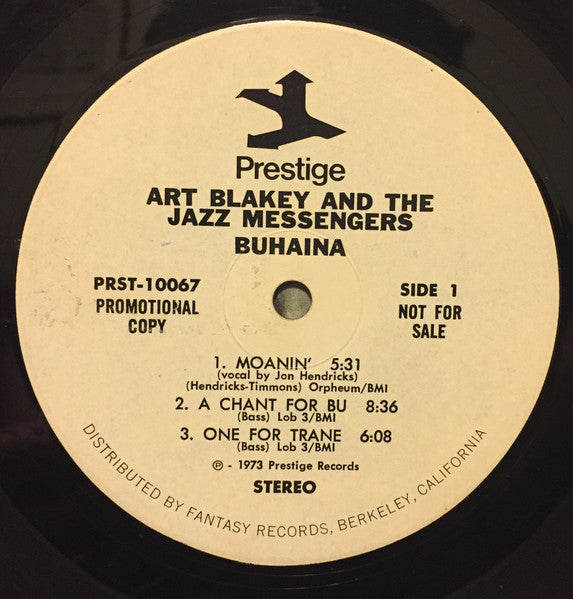 Prestige
ART BLAKEY AND THE
JAZZ MESSENGERS
BUHAINA
PRST-10067
PROMOTIONAL
COPY
SIDE 1
NOT FOR
SALE
1. MOANIN' 5:31
(vocal by Jon Hendricks)
(Hendricks-Timmons) Orpheum/BMI
2. A CHANT FOR BU 8:36
(Bass) Lob 3/BMI
3. ONE FOR TRANE 6:08
(Bass) Lob 3/BMI
℗ - 1973 Prestige Records
STEREO
DISTRIBUTED BY FANTASY RECORDS, BERKELEY, CALIFORNIA